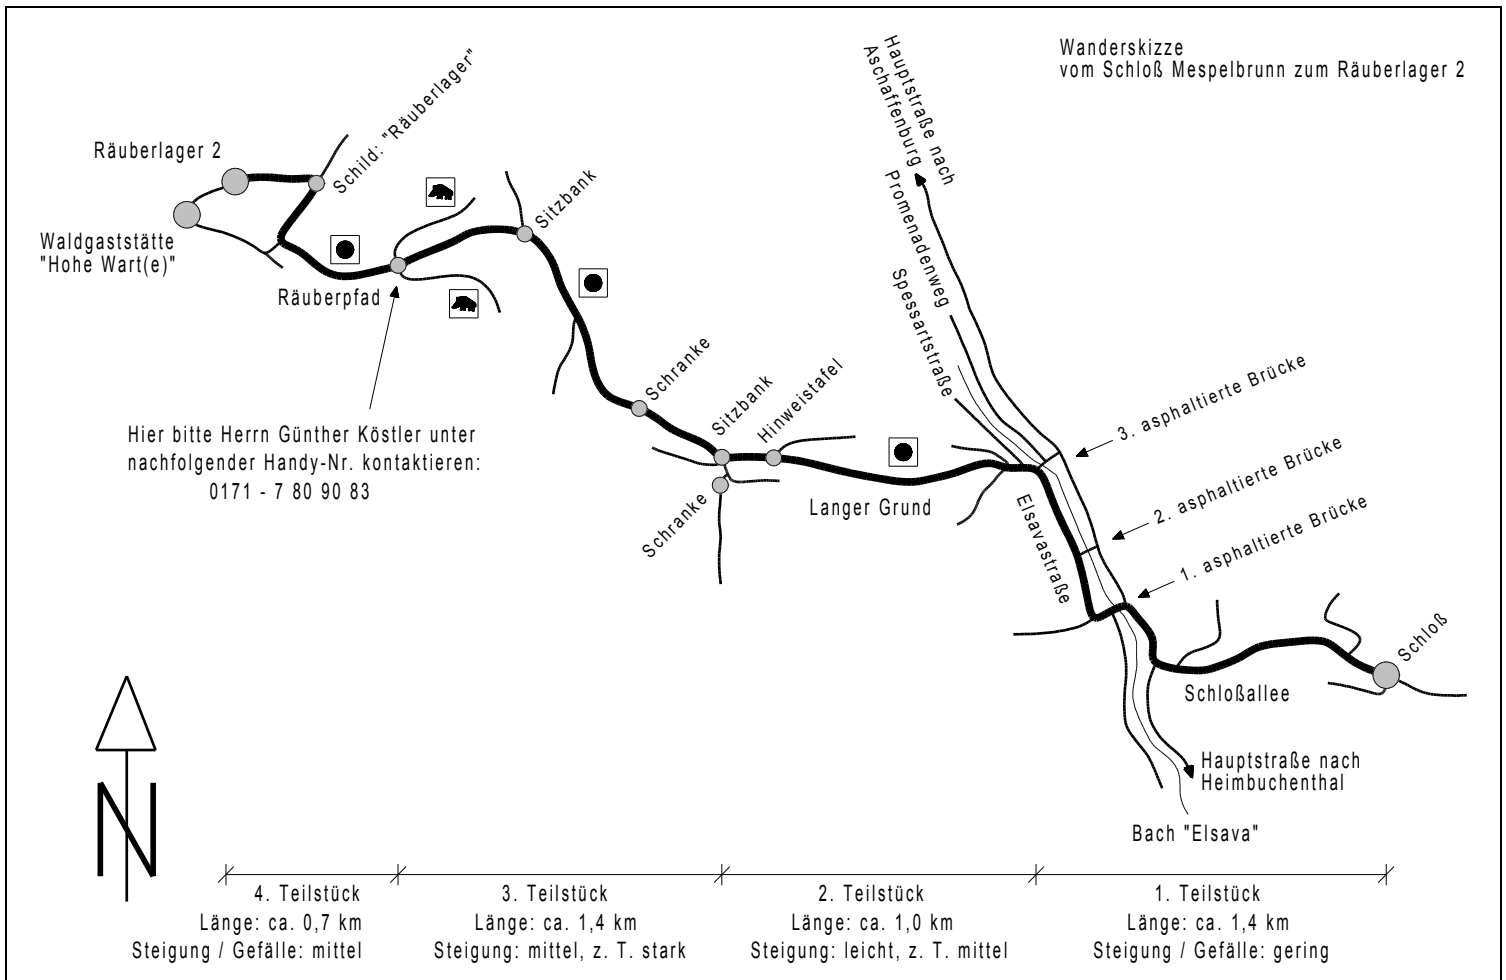 Wanderskizze
vom Schloß Mespelbrunn zum Räuberlager 2
Hauptstraße nach
Aschaffenburg
Promenadenweg
Spessartstraße
Schild: "Räuberlager"
Räuberlager 2
Waldgaststätte
"Hohe Wart(e)"
Räuberpfad
Sitzbank
Schranke
Sitzbank
Hinweistafel
Schranke
Langer Grund
Elsavastraße
3. asphaltierte Brücke
2. asphaltierte Brücke
1. asphaltierte Brücke
Schloß
Schloßallee
Hauptstraße nach
Heimbuchenthal
Bach "Elsava"
Hier bitte Herrn Günther Köstler unter
nachfolgender Handy-Nr. kontaktieren:
0171 - 7 80 90 83
N
4. Teilstück
Länge: ca. 0,7 km
Steigung / Gefälle: mittel
3. Teilstück
Länge: ca. 1,4 km
Steigung: mittel, z. T. stark
2. Teilstück
Länge: ca. 1,0 km
Steigung: leicht, z. T. mittel
1. Teilstück
Länge: ca. 1,4 km
Steigung / Gefälle: gering